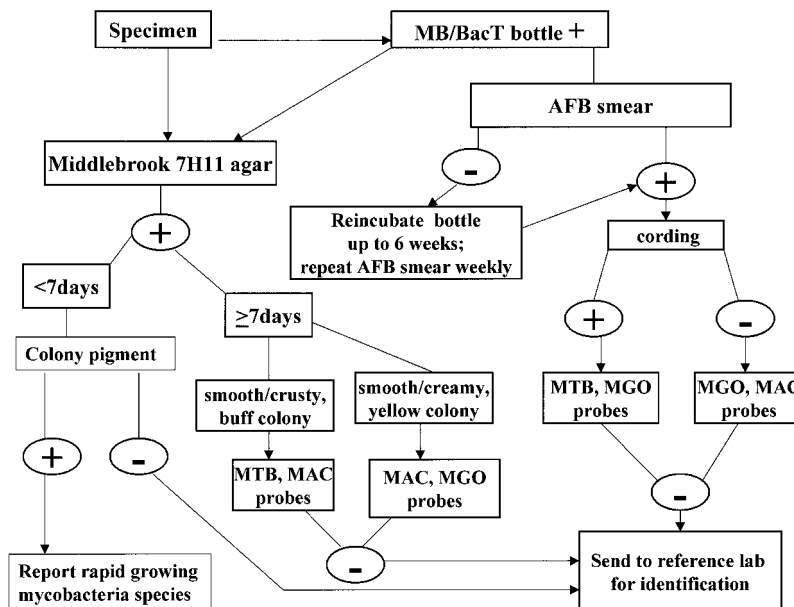 Specimen
MB/BacT bottle +
AFB smear
Middlebrook 7H11 agar
-
+
+
Reincubate bottle
up to 6 weeks;
repeat AFB smear weekly
cording
<7days
≥7days
+
-
Colony pigment
smooth/crusty,
buff colony
smooth/creamy,
yellow colony
MTB, MGO
probes
MGO, MAC
probes
+
-
MTB, MAC
probes
MAC, MGO
probes
-
-
Report rapid growing
mycobacteria species
Send to reference lab
for identification